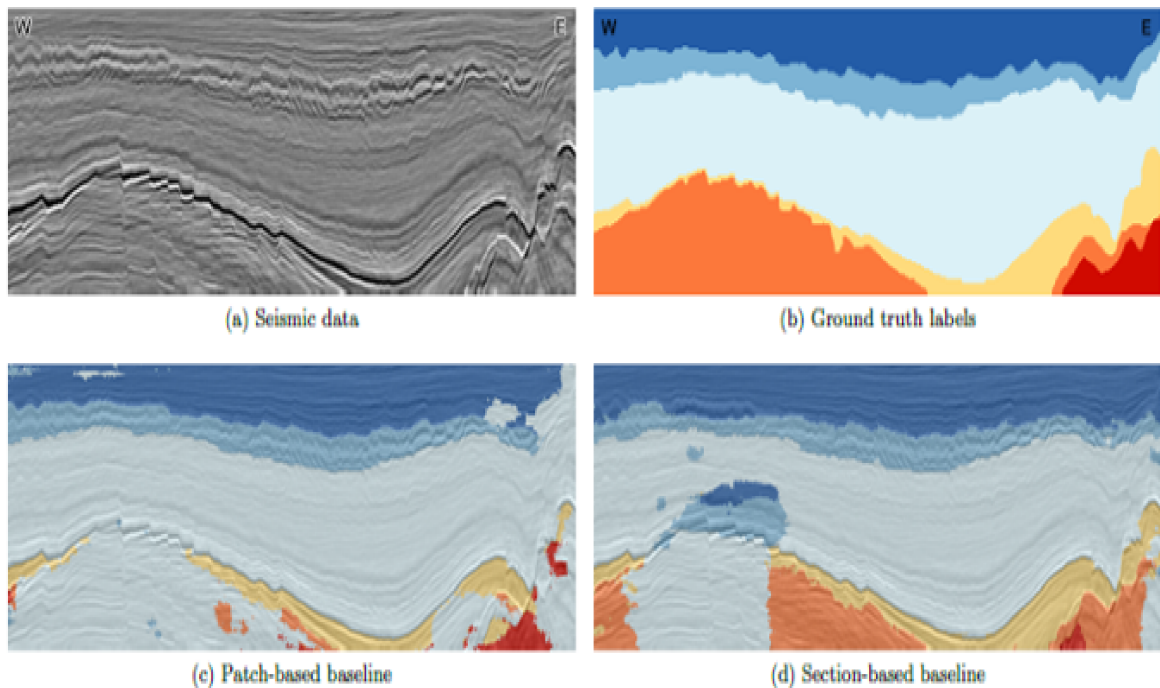 W E
W E
(a) Seismic data
(b) Ground truth labels
(c) Patch-based baseline
(d) Section-based baseline